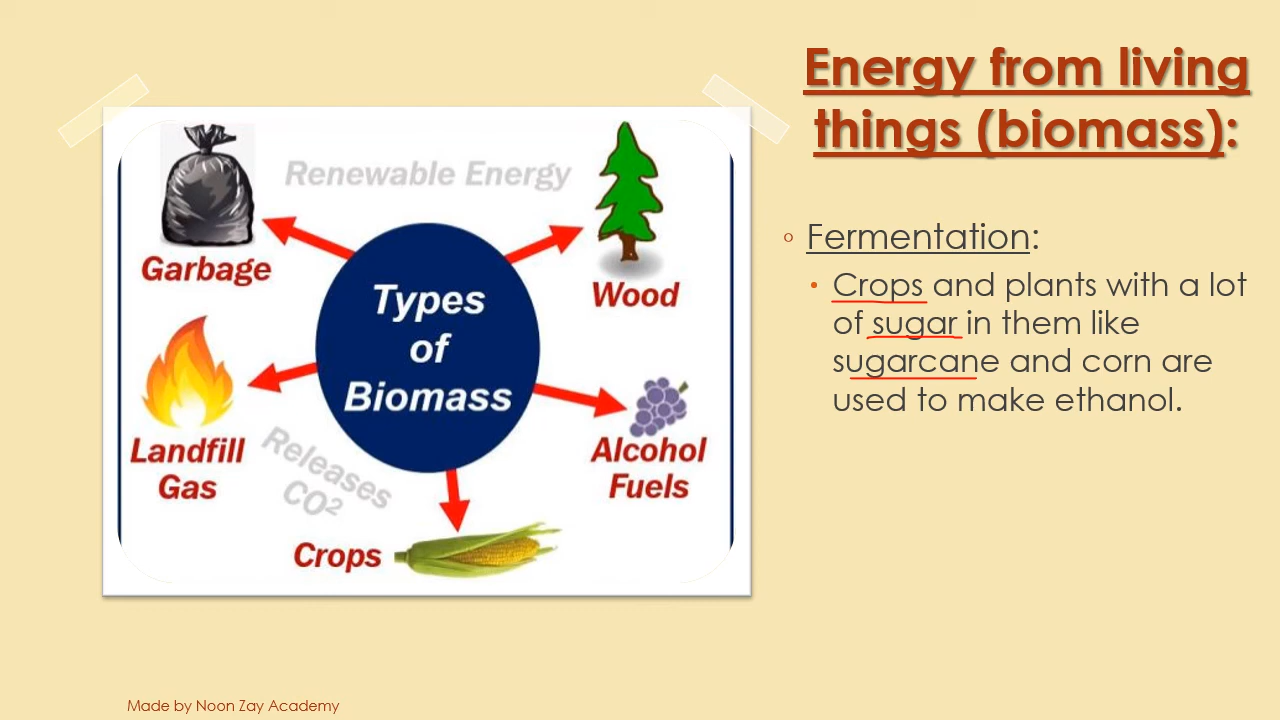 Energy from living
things (biomass):
Renewable Energy
Garbage
Wood
Types
of
Biomass
Landfill
Gas
Alcohol
Fuels
Releases
CO²
Crops
Fermentation:
Crops and plants with a lot
of sugar in them like
sugarcane and corn are
used to make ethanol.
Made by Noon Zay Academy